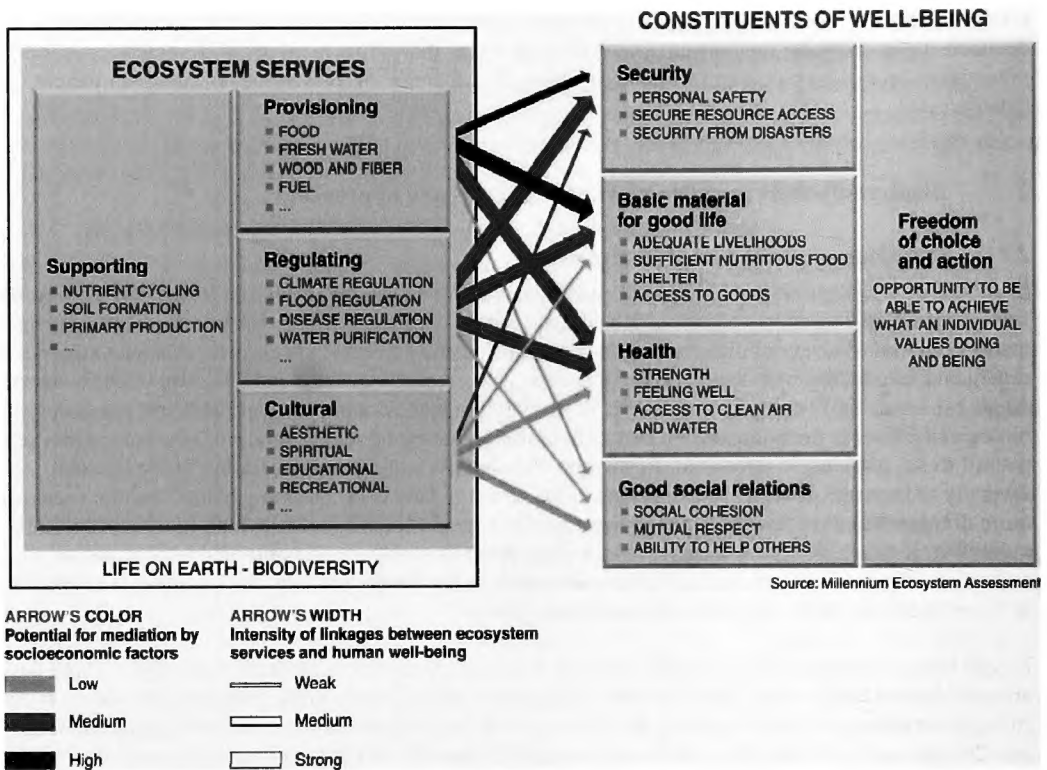 CONSTITUENTS OF WELL-BEING
ECOSYSTEM SERVICES
Supporting
NUTRIENT CYCLING
SOIL FORMATION
PRIMARY PRODUCTION
...
Provisioning
FOOD
FRESH WATER
WOOD AND FIBER
FUEL
...
Regulating
CLIMATE REGULATION
FLOOD REGULATION
DISEASE REGULATION
WATER PURIFICATION
...
Cultural
AESTHETIC
SPIRITUAL
EDUCATIONAL
RECREATIONAL
...
LIFE ON EARTH - BIODIVERSITY
Security
PERSONAL SAFETY
SECURE RESOURCE ACCESS
SECURITY FROM DISASTERS
Basic material
for good life
ADEQUATE LIVELIHOODS
SUFFICIENT NUTRITIOUS FOOD
SHELTER
ACCESS TO GOODS
Health
STRENGTH
FEELING WELL
ACCESS TO CLEAN AIR
AND WATER
Good social relations
SOCIAL COHESION
MUTUAL RESPECT
ABILITY TO HELP OTHERS
Freedom
of choice
and action
OPPORTUNITY TO BE
ABLE TO ACHIEVE
WHAT AN INDIVIDUAL
VALUES DOING
AND BEING
Source: Millennium Ecosystem Assessment
ARROW'S COLOR
Potential for mediation by
socioeconomic factors
Low
Medium
High
ARROW'S WIDTH
Intensity of linkages between ecosystem
services and human well-being
Weak
Medium
Strong